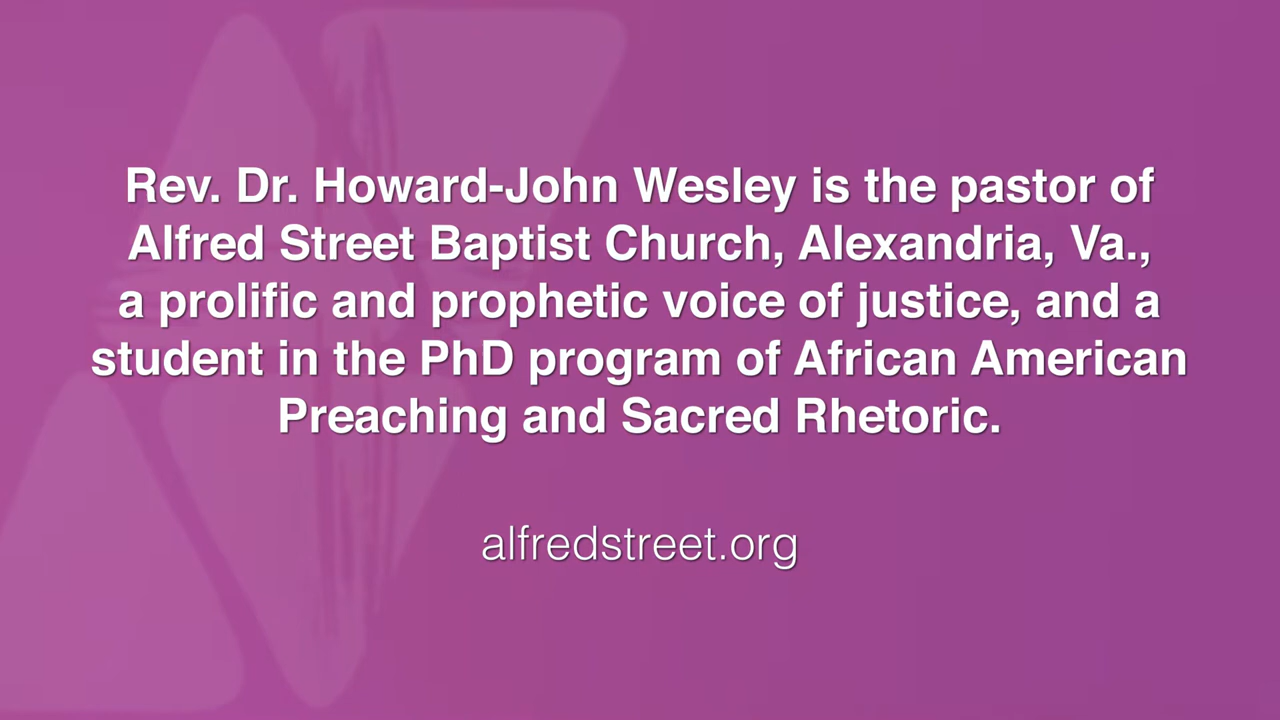 Rev. Dr. Howard-John Wesley is the pastor of
Alfred Street Baptist Church, Alexandria, Va.,
a prolific and prophetic voice of justice, and a
student in the PhD program of African American
Preaching and Sacred Rhetoric.
alfredstreet.org